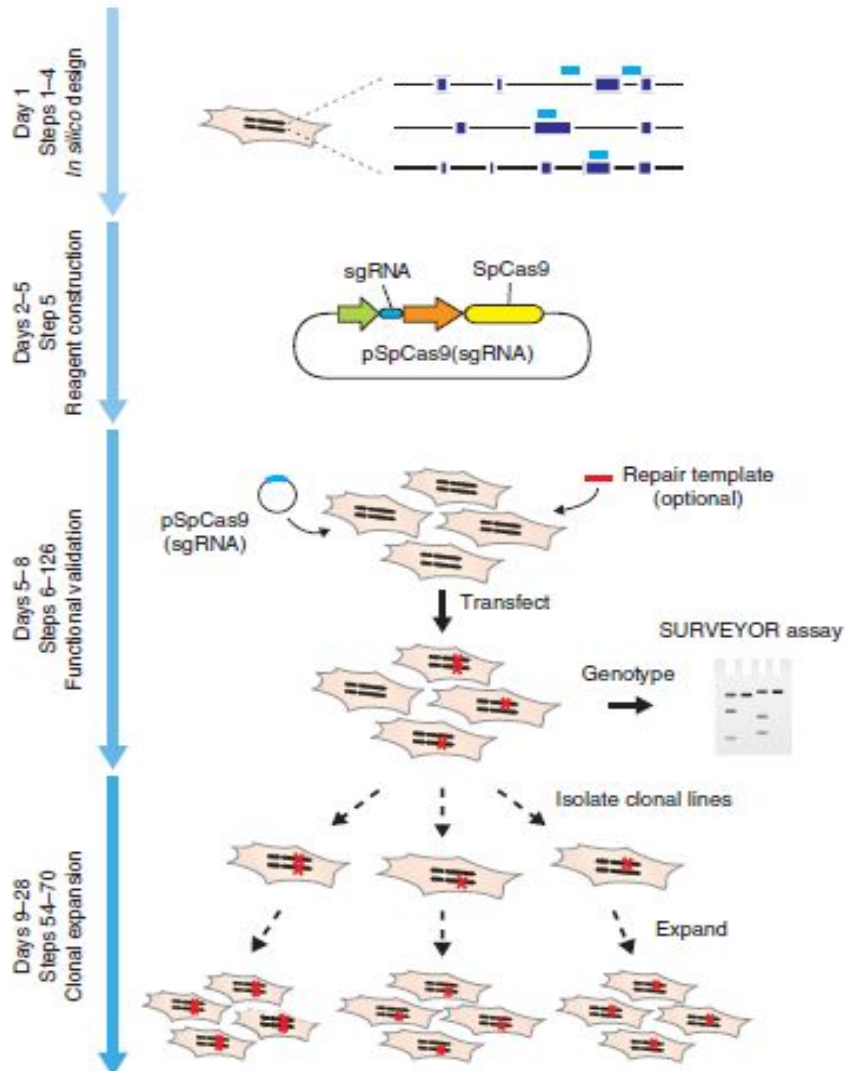 Day 1
Steps 1–4
In silico design
Days 2–5
Step 5
Reagent construction
sgRNA
SpCas9
pSpCas9(sgRNA)
Days 5–8
Steps 6–126
Functional validation
pSpCas9
(sgRNA)
Repair template
(optional)
Transfect
SURVEYOR assay
Genotype
Days 9–28
Steps 54–70
Clonal expansion
Isolate clonal lines
Expand